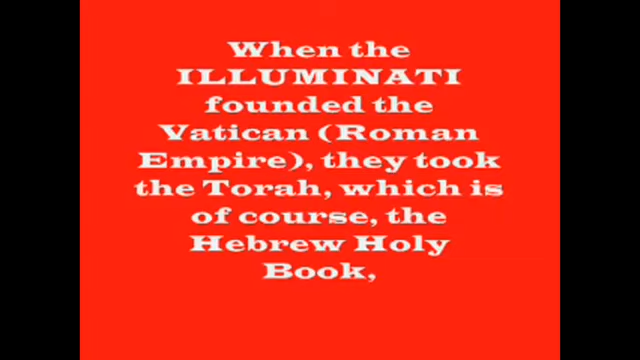 When the
ILLUMINATI
founded the
Vatican (Roman
Empire), they took
the Torah, which is
of course, the
Hebrew Holy
Book,